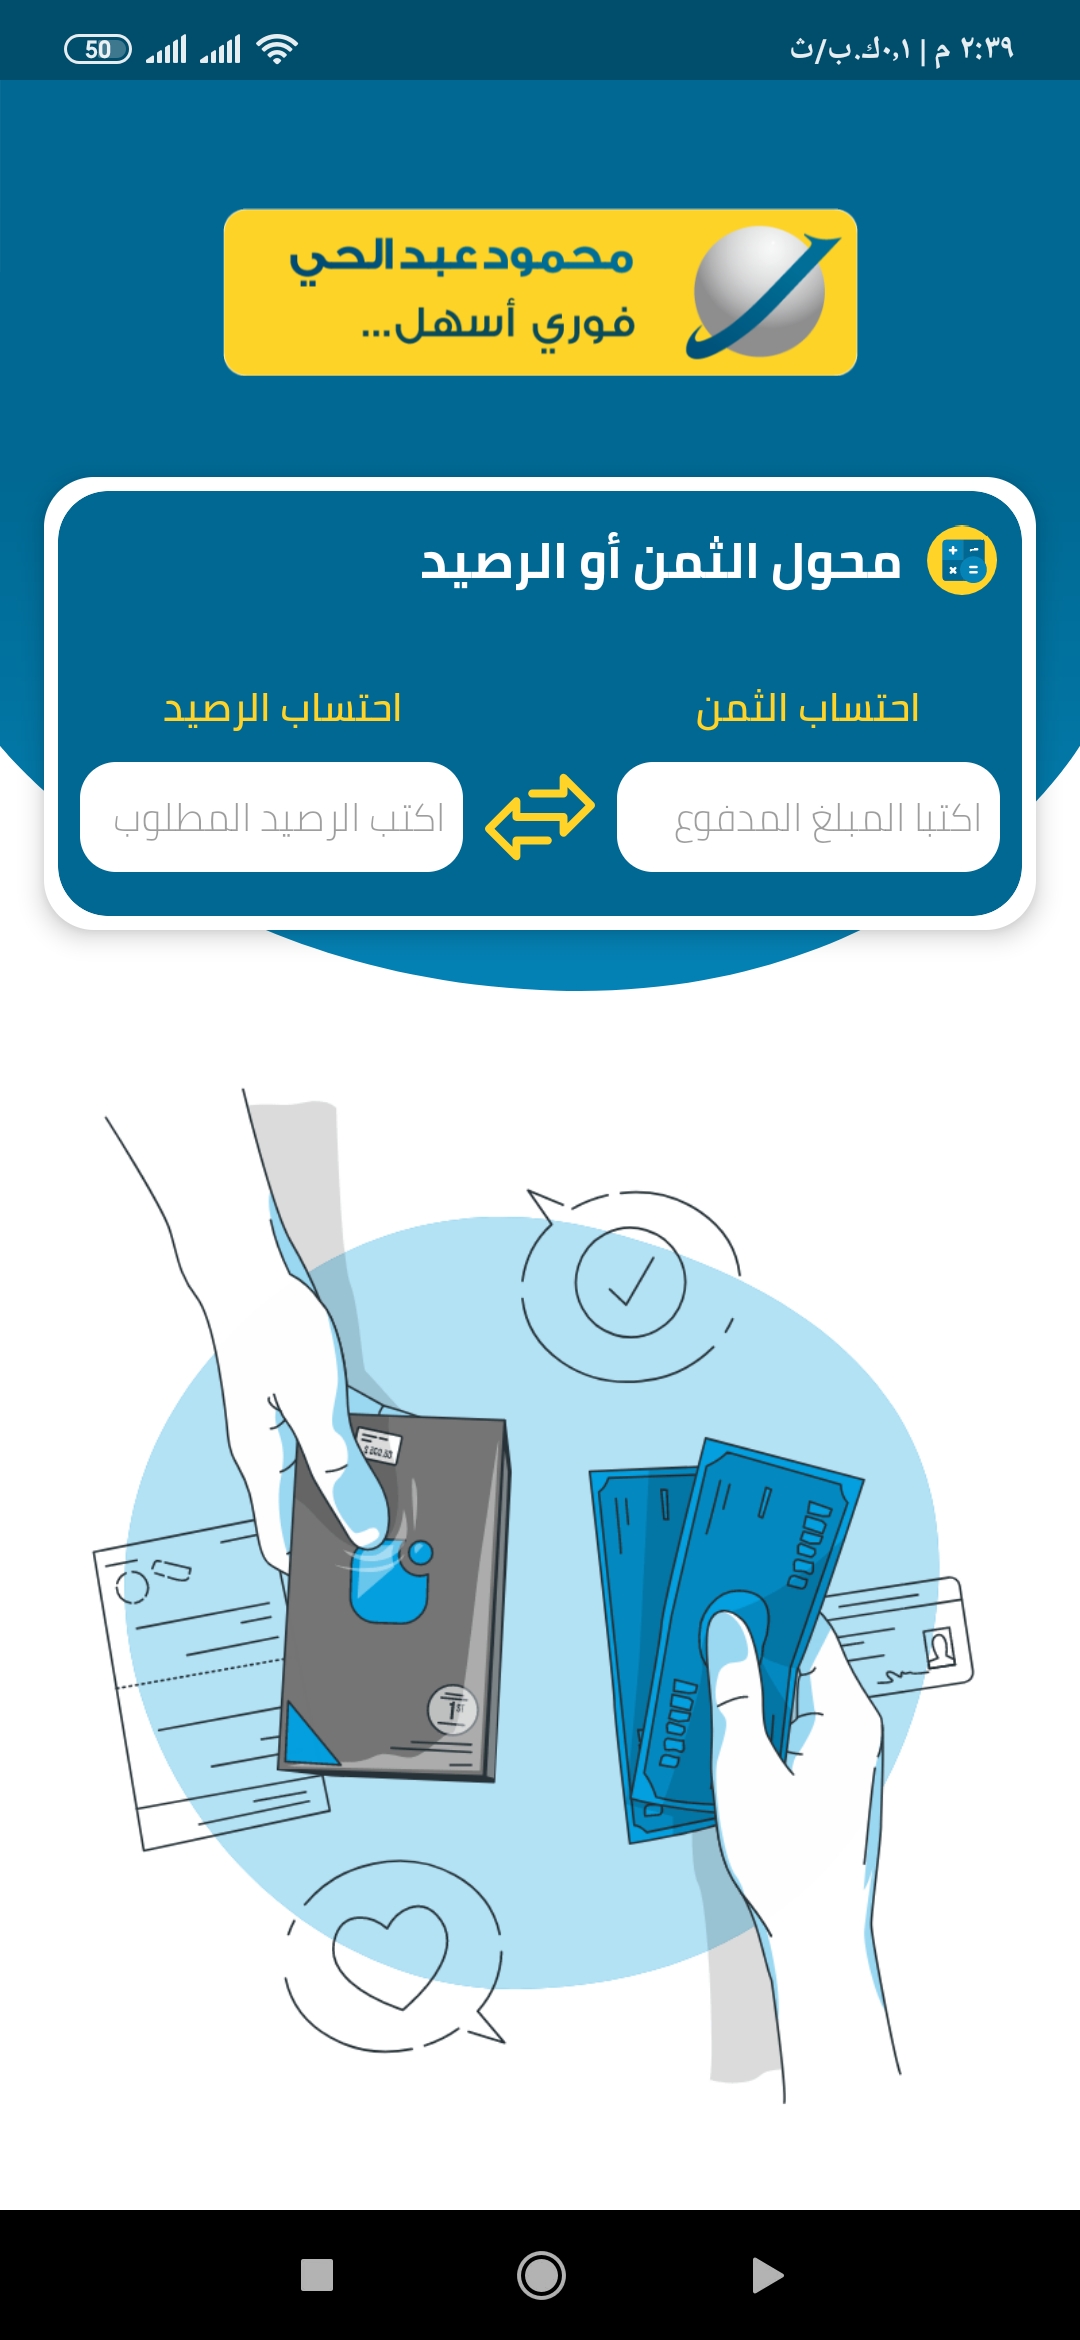 ٢:٣٩ م | ٠,١ك.ب/ث
50
محمود عبد الحي
فوري أسهل...
محول الثمن أو الرصيد
احتساب الثمن
احتساب الرصيد
اكتبا المبلغ المدفوع
اكتب الرصيد المطلوب
1st